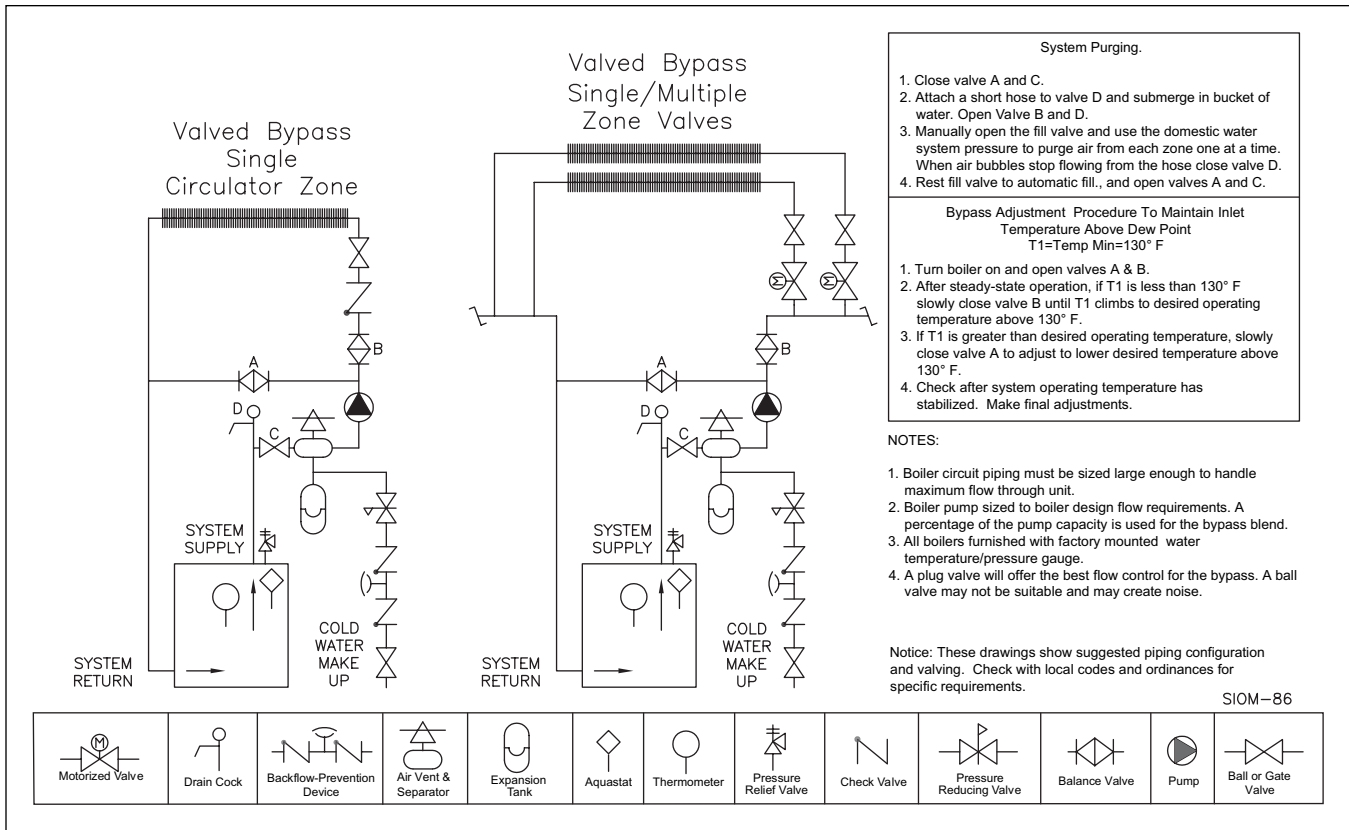 Valved Bypass
Single
Circulator Zone
A
B
D
C
SYSTEM
SUPPLY
SYSTEM
RETURN
COLD
WATER
MAKE
UP
Valved Bypass
Single/Multiple
Zone Valves
M
M
A
B
D
C
SYSTEM
SUPPLY
SYSTEM
RETURN
COLD
WATER
MAKE
UP
System Purging.
1. Close valve A and C.
2. Attach a short hose to valve D and submerge in bucket of
water. Open Valve B and D.
3. Manually open the fill valve and use the domestic water
system pressure to purge air from each zone one at a time.
When air bubbles stop flowing from the hose close valve D.
4. Rest fill valve to automatic fill., and open valves A and C.
Bypass Adjustment Procedure To Maintain Inlet
Temperature Above Dew Point
T1=Temp Min=130° F
1. Turn boiler on and open valves A & B.
2. After steady-state operation, if T1 is less than 130° F
slowly close valve B until T1 climbs to desired operating
temperature above 130° F.
3. If T1 is greater than desired operating temperature, slowly
close valve A to adjust to lower desired temperature above
130° F.
4. Check after system operating temperature has
stabilized. Make final adjustments.
NOTES:
1. Boiler circuit piping must be sized large enough to handle
maximum flow through unit.
2. Boiler pump sized to boiler design flow requirements. A
percentage of the pump capacity is used for the bypass blend.
3. All boilers furnished with factory mounted water
temperature/pressure gauge.
4. A plug valve will offer the best flow control for the bypass. A ball
valve may not be suitable and may create noise.
Notice: These drawings show suggested piping configuration
and valving. Check with local codes and ordinances for
specific requirements.
SIOM-86
M
Motorized Valve
Drain Cock
Backflow-Prevention
Device
Air Vent &
Separator
Expansion
Tank
Aquastat
Thermometer
Pressure
Relief Valve
Check Valve
Pressure
Reducing Valve
Balance Valve
Pump
Ball or Gate
Valve